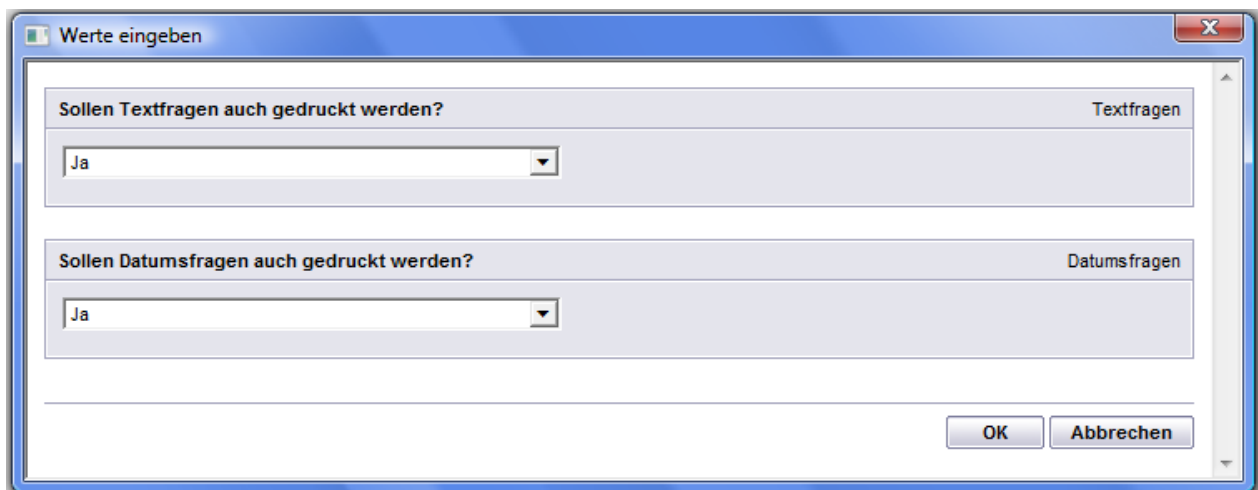 Werte eingeben
Sollen Textfragen auch gedruckt werden? Textfragen
Ja
Sollen Datumsfragen auch gedruckt werden? Datumsfragen
Ja
OK Abbrechen